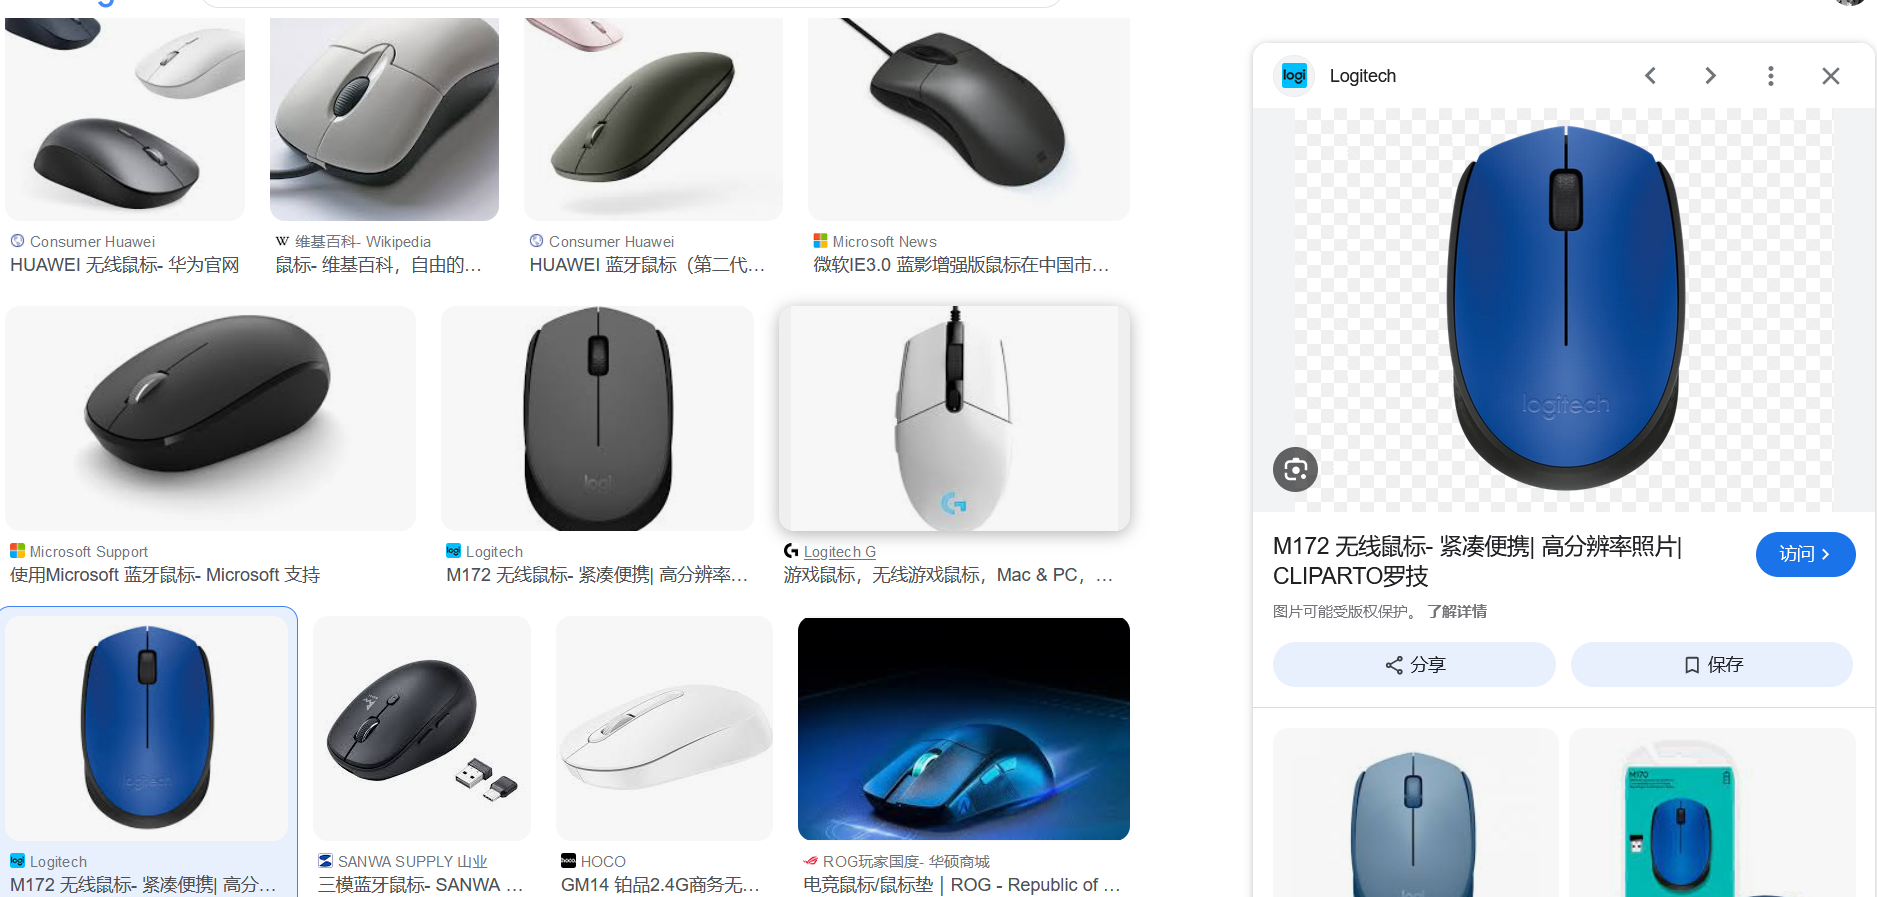 Consumer Huawei
HUAWEI 无线鼠标- 华为官网
W 维基百科- Wikipedia
鼠标- 维基百科，自由的...
Consumer Huawei
HUAWEI 蓝牙鼠标（第二代...
Microsoft News
微软IE3.0 蓝影增强版鼠标在中国市...
logi
Microsoft Support
使用Microsoft 蓝牙鼠标- Microsoft 支持
logi Logitech
M172 无线鼠标- 紧凑便携| 高分辨率...
Logitech G
游戏鼠标，无线游戏鼠标，Mac & PC，...
logitech
logi Logitech
M172 无线鼠标- 紧凑便携| 高分...
SANWA SUPPLY 山业
三模蓝牙鼠标- SANWA ...
hoco. HOCO
GM14 铂品2.4G商务无...
ROG玩家国度- 华硕商城
电竞鼠标/鼠标垫｜ROG - Republic of ...
logi Logitech
logitech
M172 无线鼠标- 紧凑便携| 高分辨率照片|
CLIPARTO罗技
访问
图片可能受版权保护。 了解详情
分享
保存
logi
M170